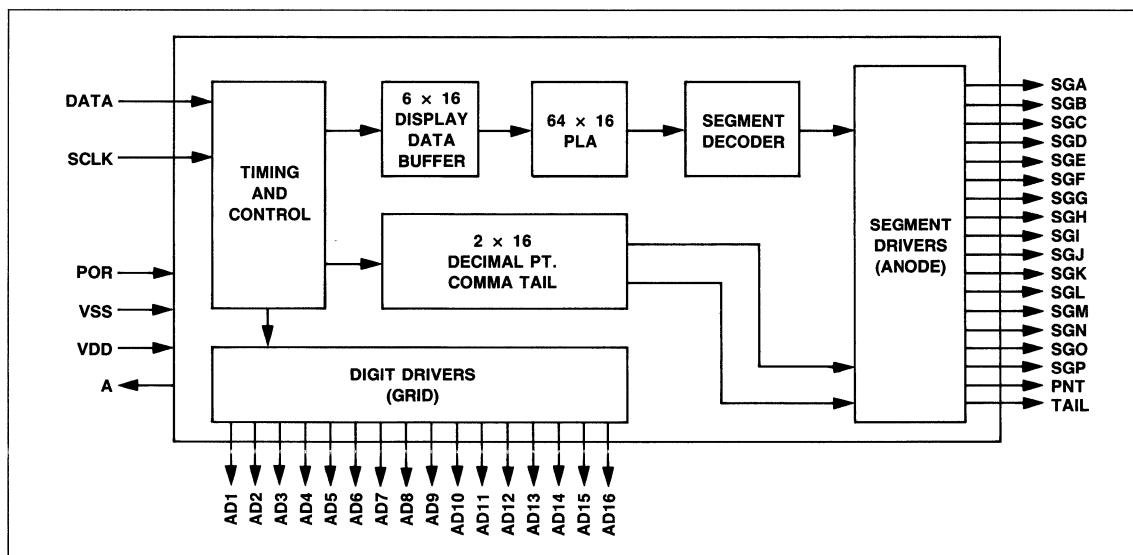 DATA
SCLK
POR
VSS
VDD
A
TIMING
AND
CONTROL
6 × 16
DISPLAY
DATA
BUFFER
64 × 16
PLA
SEGMENT
DECODER
2 × 16
DECIMAL PT.
COMMA TAIL
DIGIT DRIVERS
(GRID)
SEGMENT
DRIVERS
(ANODE)
SGA
SGB
SGC
SGD
SGE
SGF
SGG
SGH
SGI
SGJ
SGK
SGL
SGM
SGN
SGO
SGP
PNT
TAIL
AD1
AD2
AD3
AD4
AD5
AD6
AD7
AD8
AD9
AD10
AD11
AD12
AD13
AD14
AD15
AD16